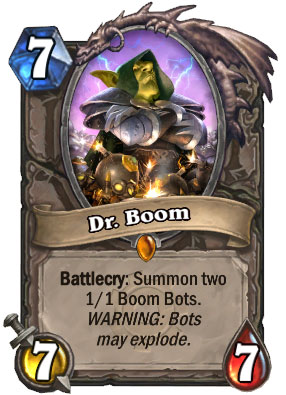 7
Dr. Boom
Battlecry: Summon two
1/1 Boom Bots.
WARNING: Bots
may explode.
7
7